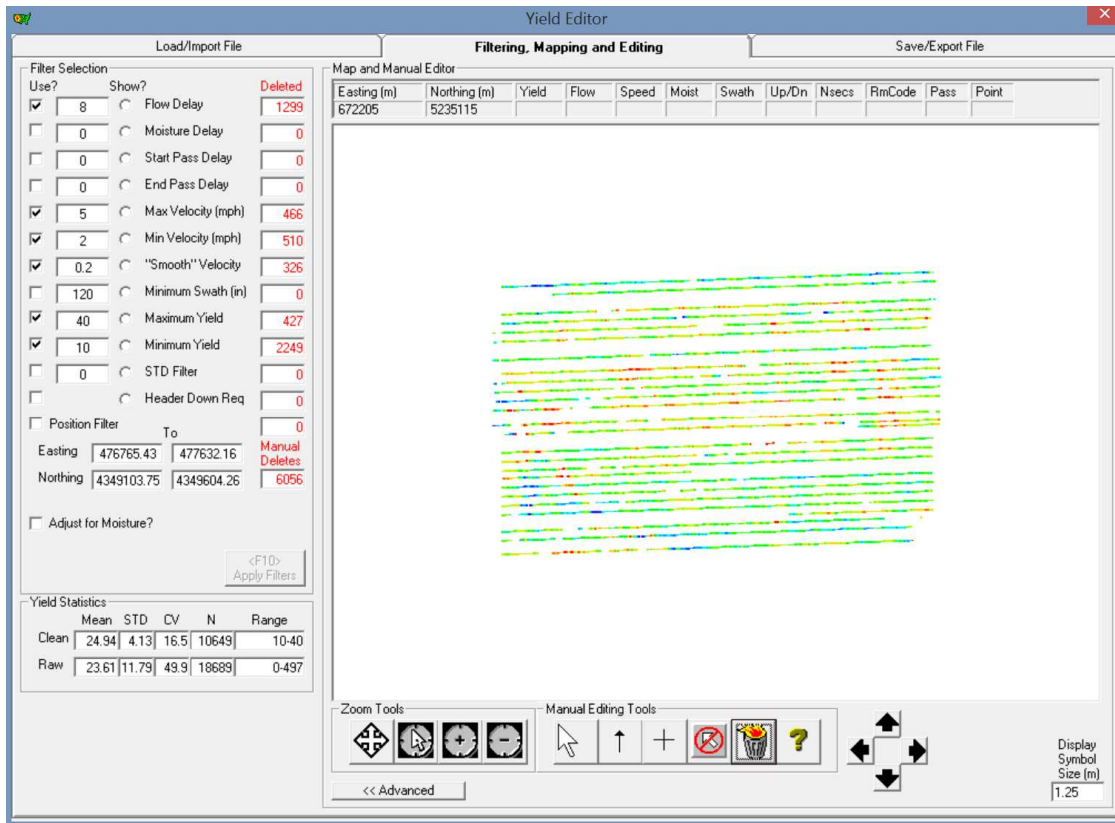 Yield Editor
Load/Import File
Filtering, Mapping and Editing
Save/Export File
Filter Selection
Use? Show? Deleted
8 Flow Delay 1299
0 Moisture Delay 0
0 Start Pass Delay 0
0 End Pass Delay 0
5 Max Velocity (mph) 466
2 Min Velocity (mph) 510
0.2 "Smooth" Velocity 326
120 Minimum Swath (in) 0
40 Maximum Yield 427
10 Minimum Yield 2249
0 STD Filter 0
Header Down Req 0
Position Filter 0
To
Easting 476765.43 477632.16
Northing 4349103.75 4349604.26
Manual
Deletes
6056
Adjust for Moisture?
<F10>
Apply Filters
Yield Statistics
Mean STD CV N Range
Clean 24.94 4.13 16.5 10649 10-40
Raw 23.61 11.79 49.9 18689 0-497
Map and Manual Editor
Easting (m) Northing (m) Yield Flow Speed Moist Swath Up/Dn Nsecs RmCode Pass Point
672205 5235115
Zoom Tools
Manual Editing Tools
<< Advanced
Display
Symbol
Size (m)
1.25